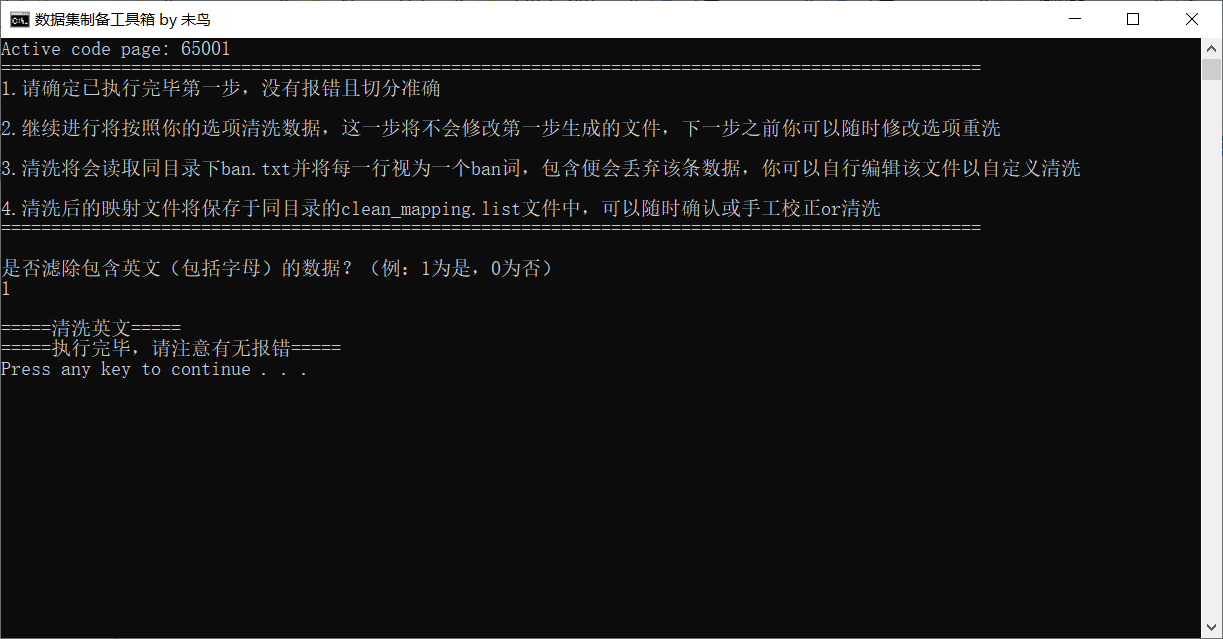 数据集制备工具箱 by 未鸟
Active code page: 65001
==================================================================================================
1.请确定已执行完毕第一步，没有报错且切分准确
2.继续进行将按照你的选项清洗数据，这一步将不会修改第一步生成的文件，下一步之前你可以随时修改选项重洗
3.清洗将会读取同目录下ban.txt并将每一行视为一个ban词，包含便会丢弃该条数据，你可以自行编辑该文件以自定义清洗
4.清洗后的映射文件将保存于同目录的clean_mapping.list文件中，可以随时确认或手工校正or清洗
==================================================================================================
是否滤除包含英文（包括字母）的数据？（例：1为是，0为否）
1
=====清洗英文=====
=====执行完毕，请注意有无报错=====
Press any key to continue . . .